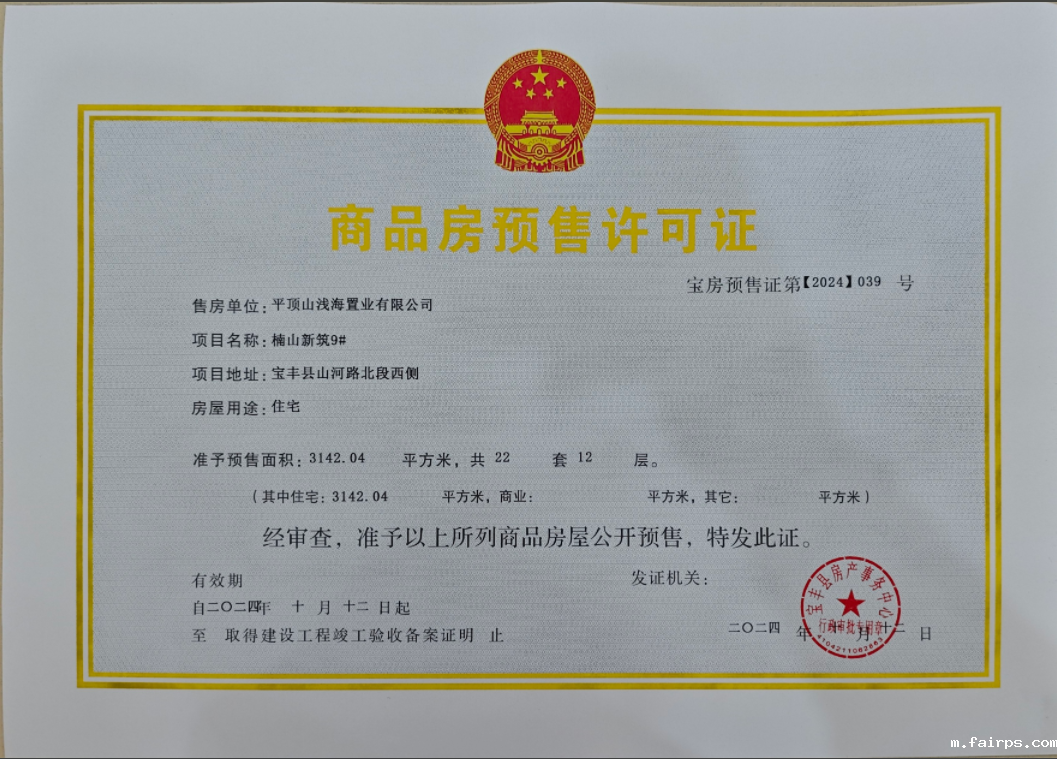 商品房预售许可证
宝房预售证第【2024】039 号
售房单位：平顶山浅海置业有限公司
项目名称：楠山新筑9#
项目地址：宝丰县山河路北段西侧
房屋用途：住宅
准予预售面积：3142.04 平方米，共 22 套 12 层。
（其中住宅：3142.04 平方米，商业： 平方米，其它： 平方米）
经审查，准予以上所列商品房屋公开预售，特发此证。
有效期
发证机关：
自二〇二四年 十 月 十二 日起
至 取得建设工程竣工验收备案证明 止
二〇二四 年 十 月 十二 日
宝丰县房产事务中心
行政审批专用章
m.fairps.com